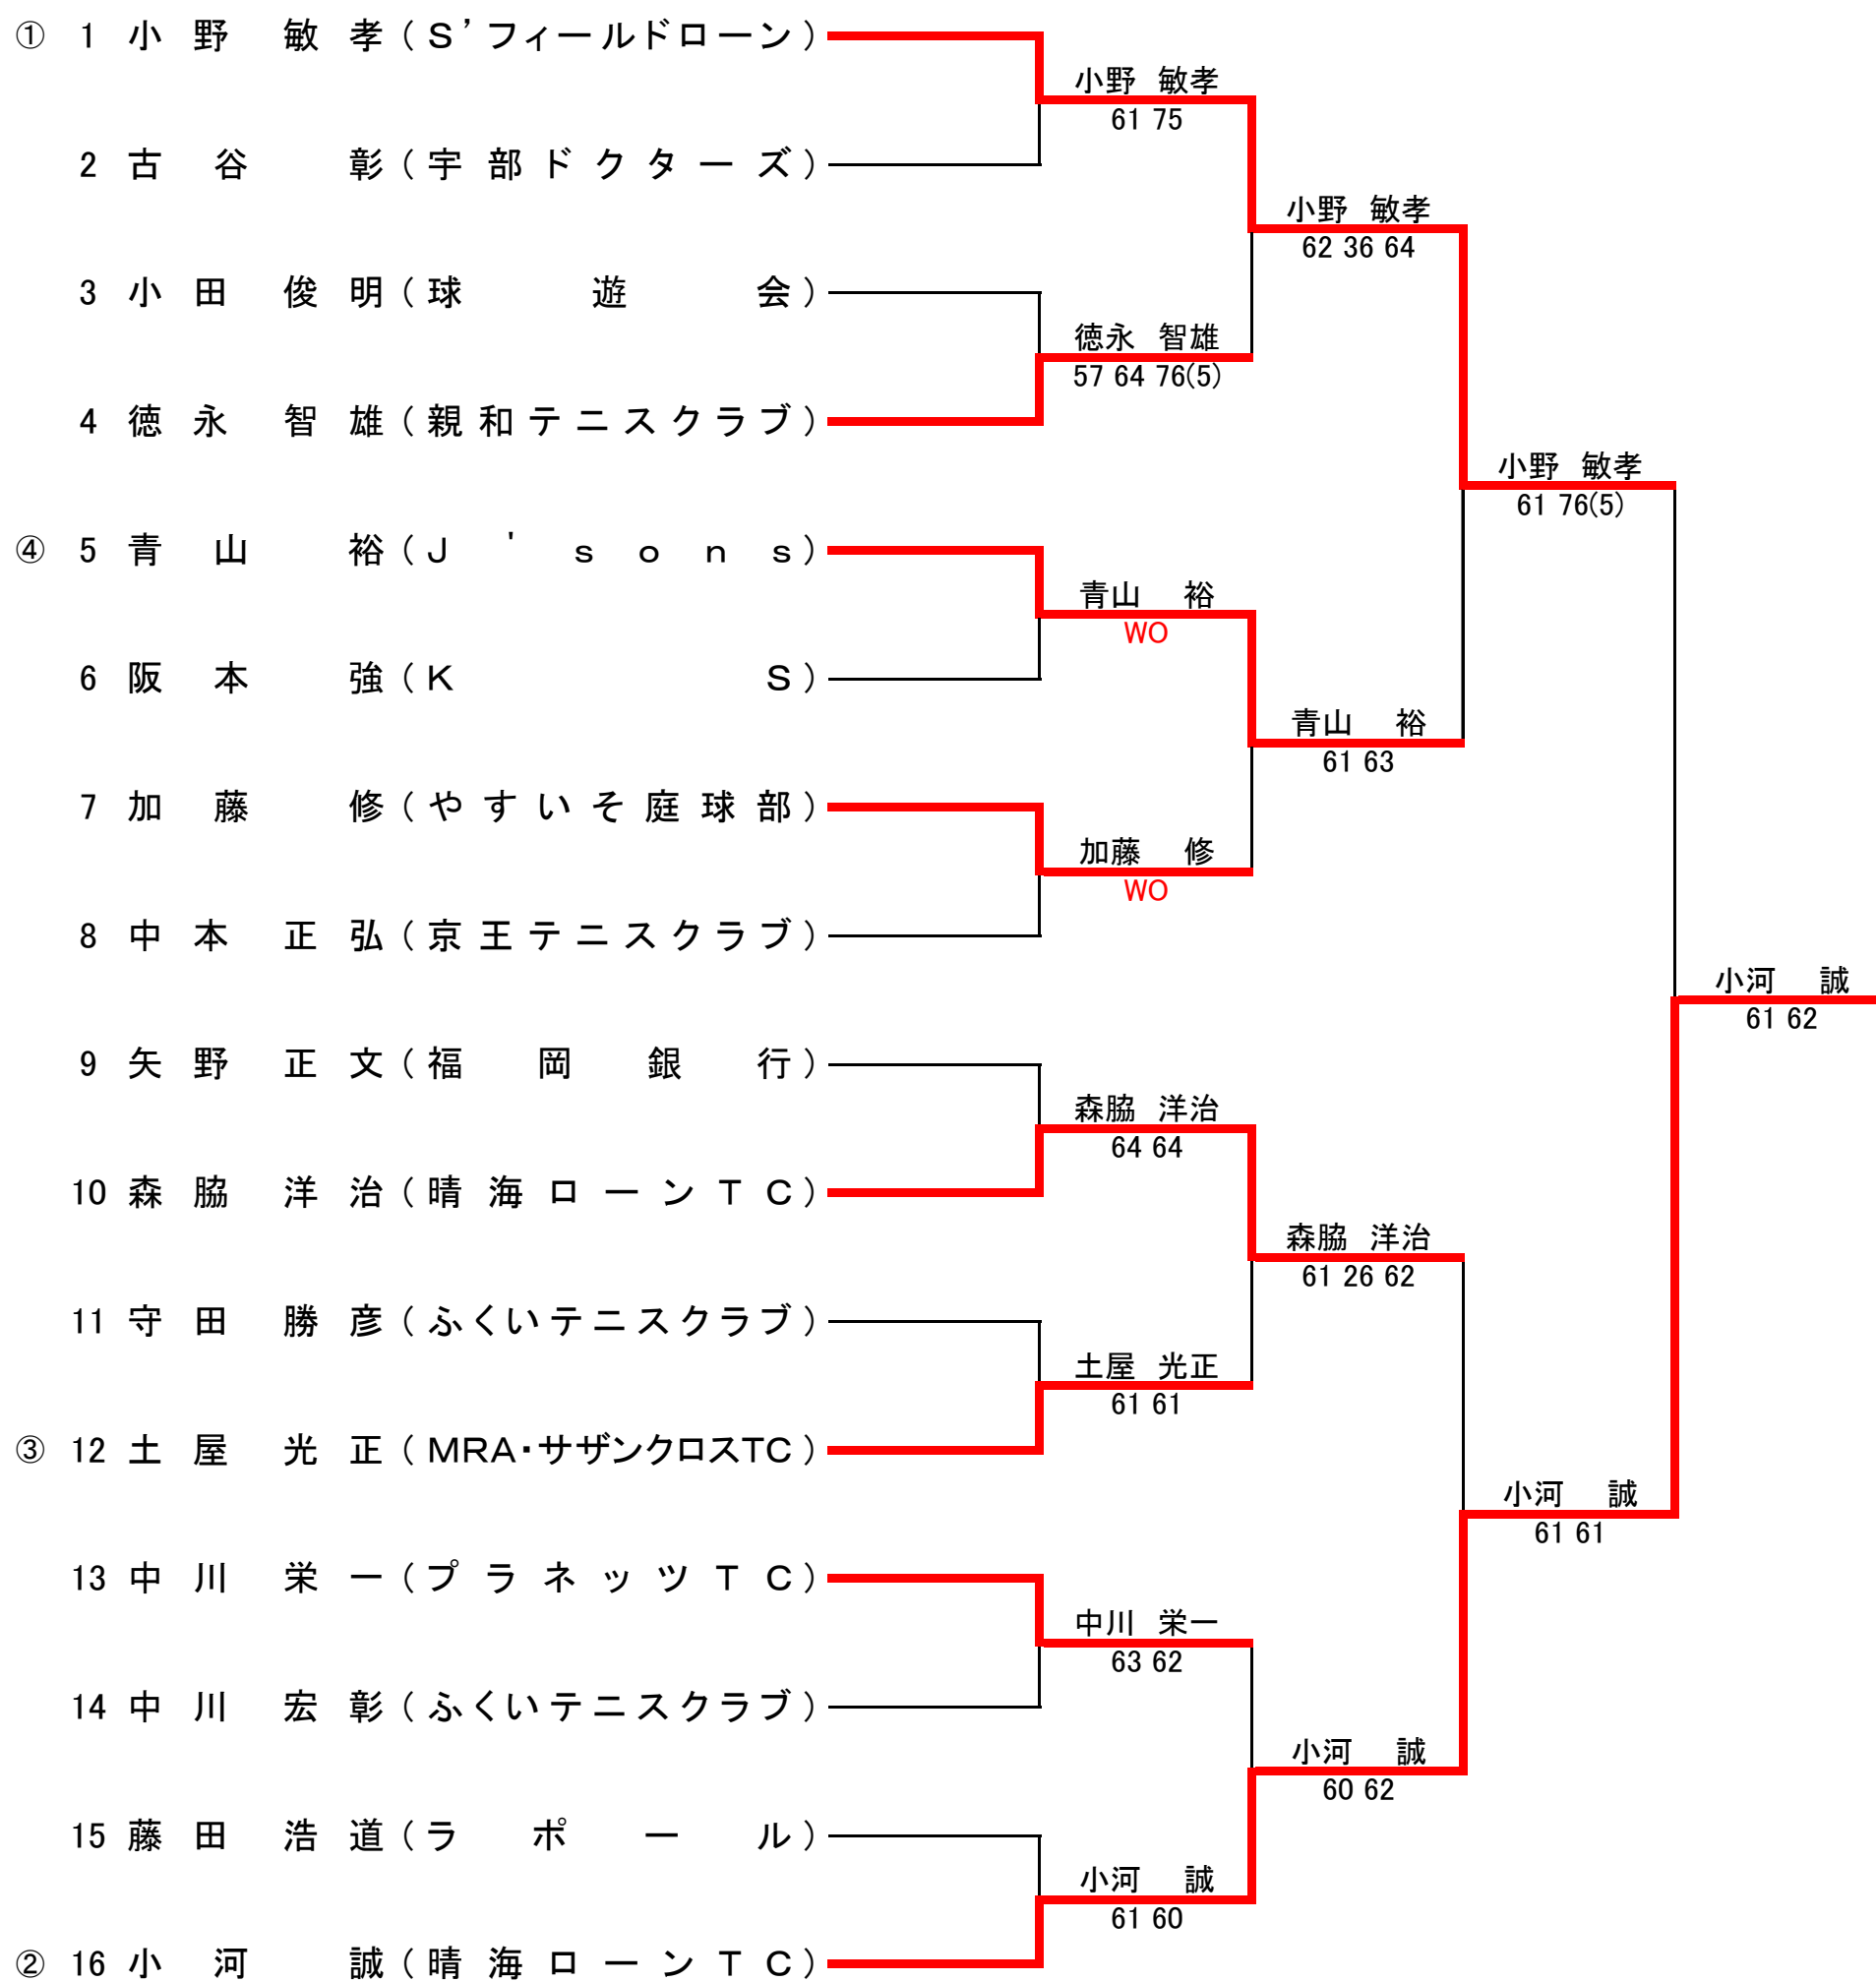 ① 1 小野 敏孝 (S’フィールドローン)
小野 敏孝
61 75
2 古谷 彰 (宇部ドクターズ)
小野 敏孝
62 36 64
3 小田 俊明 (球遊会)
徳永 智雄
57 64 76(5)
4 徳永 智雄 (親和テニスクラブ)
小野 敏孝
61 76(5)
④ 5 青山 裕 (J'sons)
青山 裕
WO
6 阪本 強 (KS)
青山 裕
61 63
7 加藤 修 (やすいそ庭球部)
加藤 修
WO
8 中本 正弘 (京王テニスクラブ)
小河 誠
61 62
9 矢野 正文 (福岡銀行)
森脇 洋治
64 64
10 森脇 洋治 (晴海ローンTC)
森脇 洋治
61 26 62
11 守田 勝彦 (ふくいテニスクラブ)
土屋 光正
61 61
③ 12 土屋 光正 (MRA・サザンクロスTC)
小河 誠
61 61
13 中川 栄一 (プラネッツTC)
中川 栄一
63 62
14 中川 宏彰 (ふくいテニスクラブ)
小河 誠
60 62
15 藤田 浩道 (ラポール)
小河 誠
61 60
② 16 小河 誠 (晴海ローンTC)